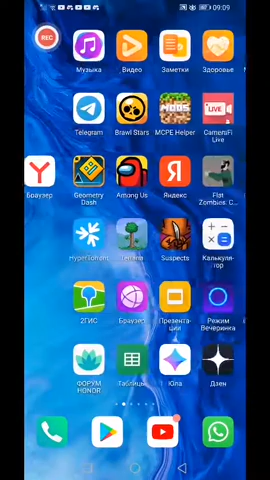 09:09
REC
Музыка
Видео
Заметки
Здоровье
Telegram
Brawl Stars
MODS
MCPE Helper
LIVE
CameraFi
Live
Браузер
Geometry
Dash
Among Us
Яндекс
Flat
Zombies: C...
HyperTorrent
Terraria
Suspects
Калькуля-
тор
2ГИС
Браузер
Презента-
ции
Режим
Вечеринка
ФОРУМ
HONOR
Таблицы
Юла
Дзен